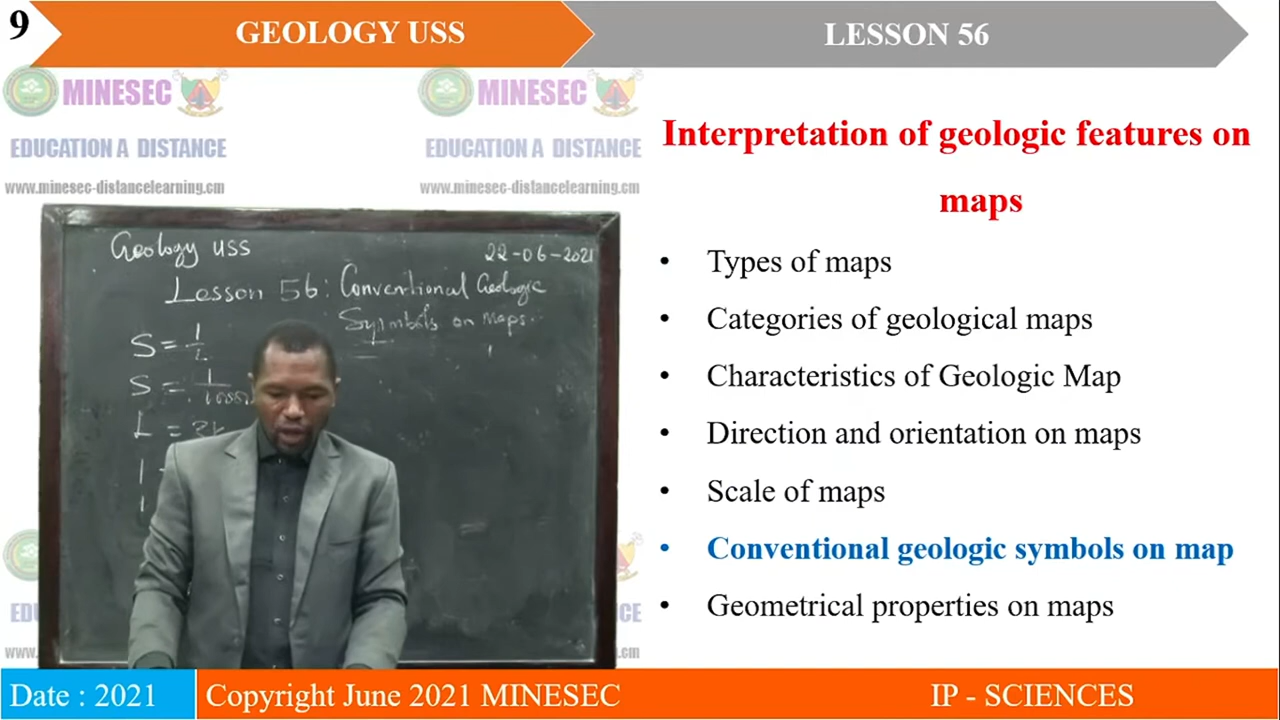 9
GEOLOGY USS
LESSON 56
MINESEC
MINESEC
EDUCATION A DISTANCE
EDUCATION A DISTANCE
www.minesec-distancelearning.cm
www.minesec-distancelearning.cm
Geology USS
22-06-2021
Lesson 56: Conventional Geologic
Symbols on Maps.
S = 1/L
S =
L =
Interpretation of geologic features on
maps
• Types of maps
• Categories of geological maps
• Characteristics of Geologic Map
• Direction and orientation on maps
• Scale of maps
• Conventional geologic symbols on map
• Geometrical properties on maps
Date : 2021
Copyright June 2021 MINESEC
IP - SCIENCES